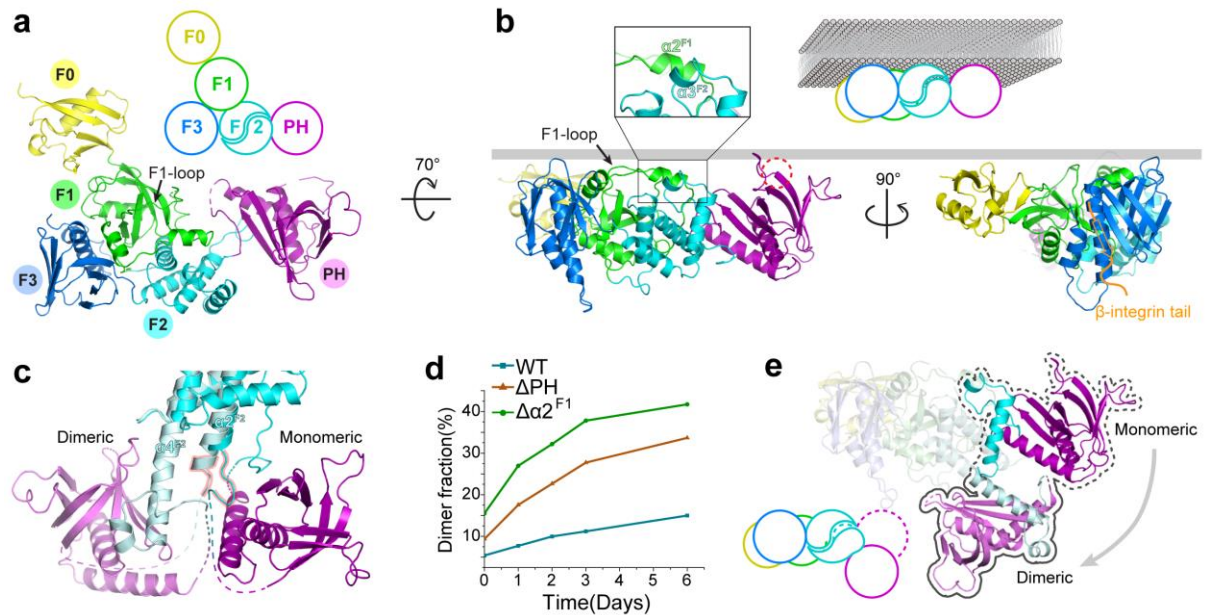 a
F0
F1
F3
F 2
PH
F0
F1-loop
F1
F3
F2
PH
70°
b
α2F1
α3F2
F1-loop
90°
β-integrin tail
c
α4F2
α2F2
Dimeric
Monomeric
d
WT
ΔPH
Δα2F1
Dimer fraction(%)
40
30
20
10
0
1
2
3
4
5
6
Time(Days)
e
Monomeric
Dimeric